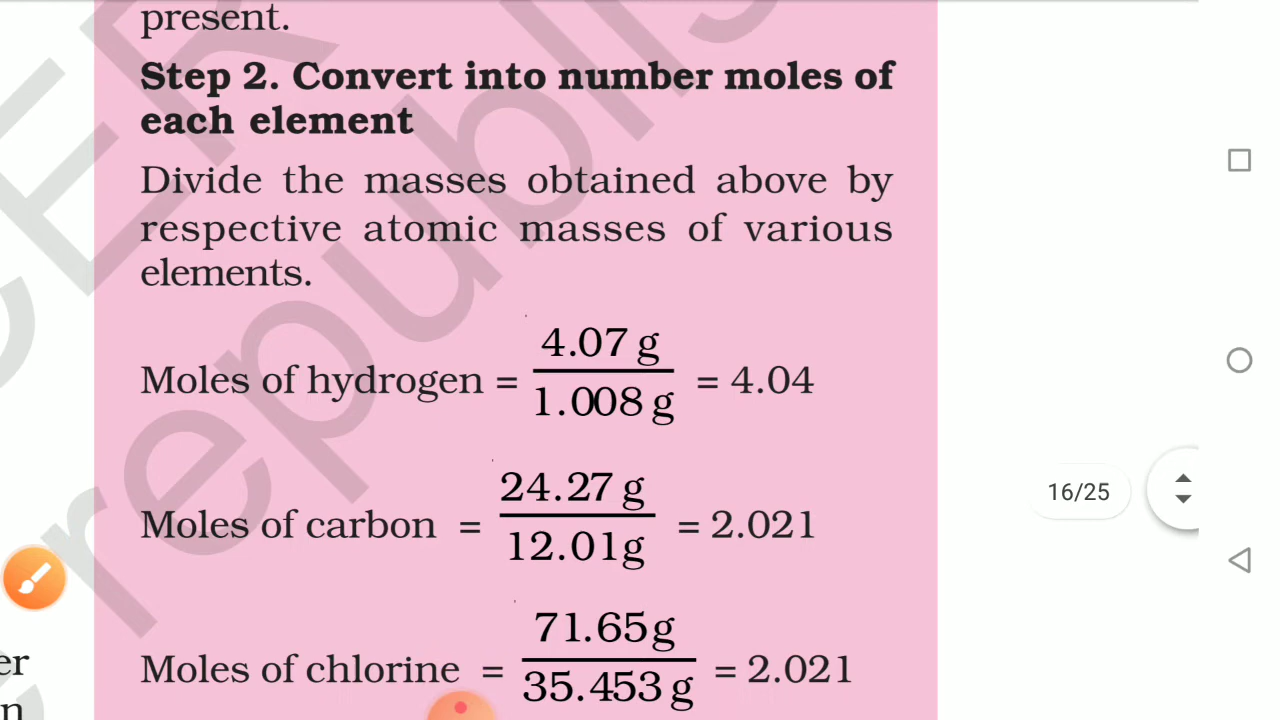 present.
Step 2. Convert into number moles of
each element
Divide the masses obtained above by
respective atomic masses of various
elements.
Moles of hydrogen = 4.07 g / 1.008 g = 4.04
Moles of carbon = 24.27 g / 12.01g = 2.021
Moles of chlorine = 71.65g / 35.453 g = 2.021
16/25
er
n